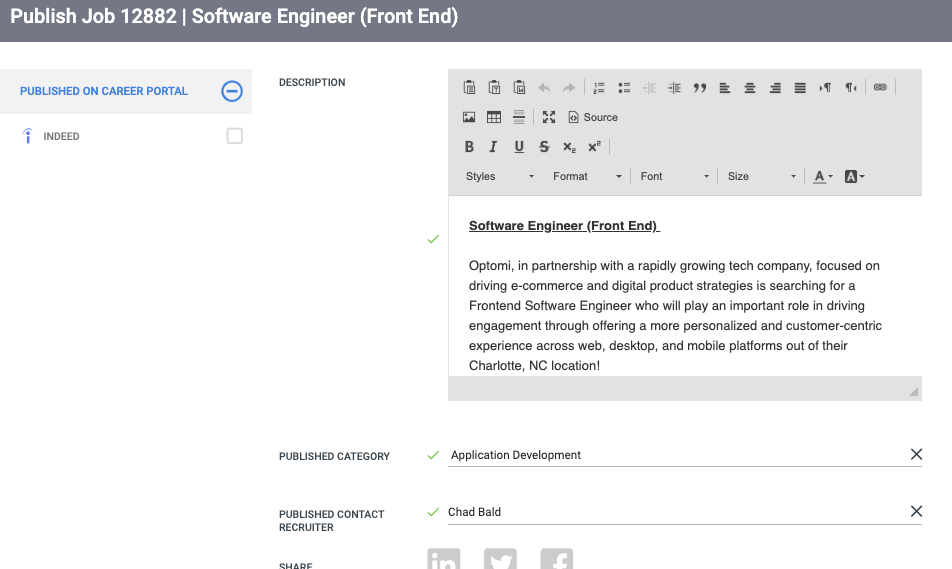 Publish Job 12882 | Software Engineer (Front End)
PUBLISHED ON CAREER PORTAL
INDEED
DESCRIPTION
Source
B I U S x₂ x²
Styles Format Font Size A A
Software Engineer (Front End)
Optomi, in partnership with a rapidly growing tech company, focused on
driving e-commerce and digital product strategies is searching for a
Frontend Software Engineer who will play an important role in driving
engagement through offering a more personalized and customer-centric
experience across web, desktop, and mobile platforms out of their
Charlotte, NC location!
PUBLISHED CATEGORY
Application Development
PUBLISHED CONTACT
RECRUITER
Chad Bald
SHARE
in